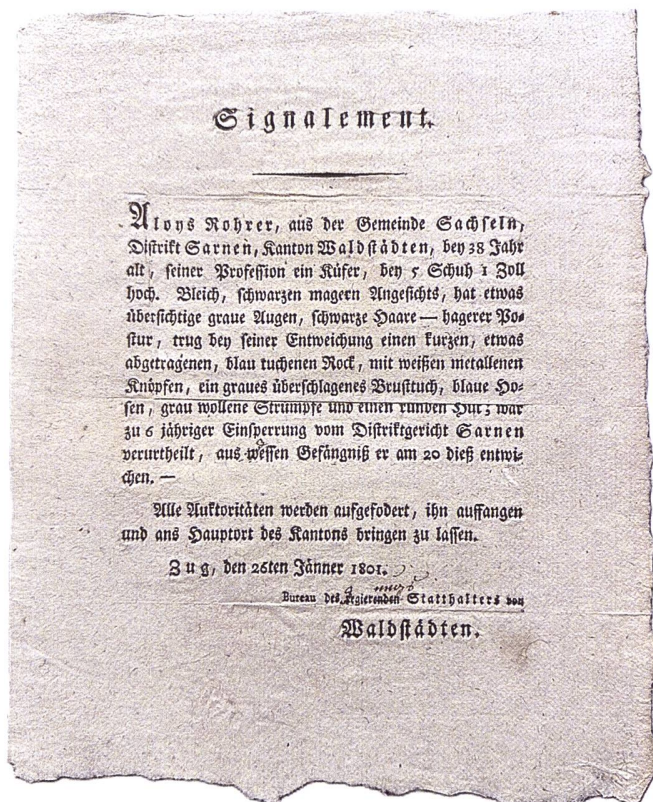 Signalement.
Aloys Rohrer, aus der Gemeinde Sachseln,
Distrikt Sarnen, Kanton Waldstädten, bey 38 Jahr
alt, seiner Profession ein Küfer, bey 5 Schuh 1 Zoll
hoch. Bleich, schwarzen magern Angesichts, hat etwas
übersichtige graue Augen, schwarze Haare — hagerer Po-
stur, trug bey seiner Entweichung einen kurzen, etwas
abgetragenen, blau tuchenen Rock, mit weißen metallenen
Knöpfen, ein graues überschlagenes Brusttuch, blaue Ho-
sen, grau wollene Strümpfe und einen runden Hut; war
zu 6 jähriger Einsperrung vom Distriktgericht Sarnen
verurtheilt, aus wessen Gefängniß er am 20 dieß entwi-
chen. —
Alle Auktoritäten werden aufgefodert, ihn auffangen
und ans Hauptort des Kantons bringen zu lassen.
Zug, den 26ten Jänner 1801.
Bureau des Regierenden Statthalters von
Waldstädten.